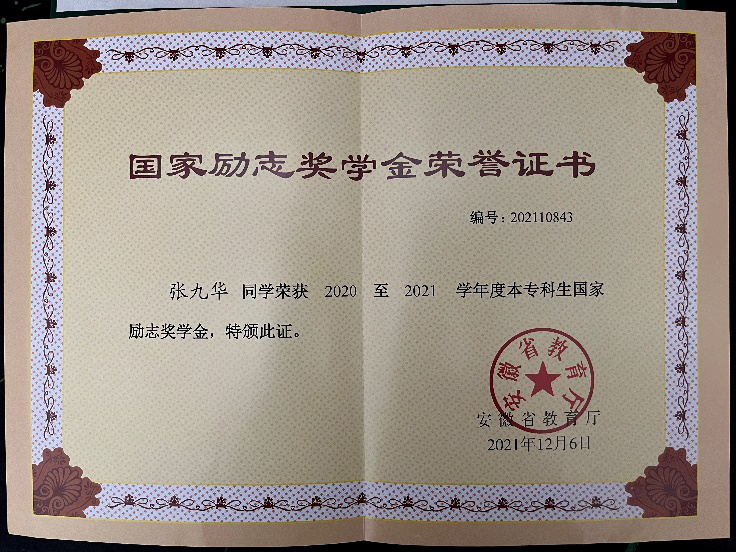 国家励志奖学金荣誉证书
编号：202110843
张九华 同学荣获 2020 至 2021 学年度本专科生国家
励志奖学金，特颁此证。
安徽省教育厅
安徽省教育厅
2021年12月6日